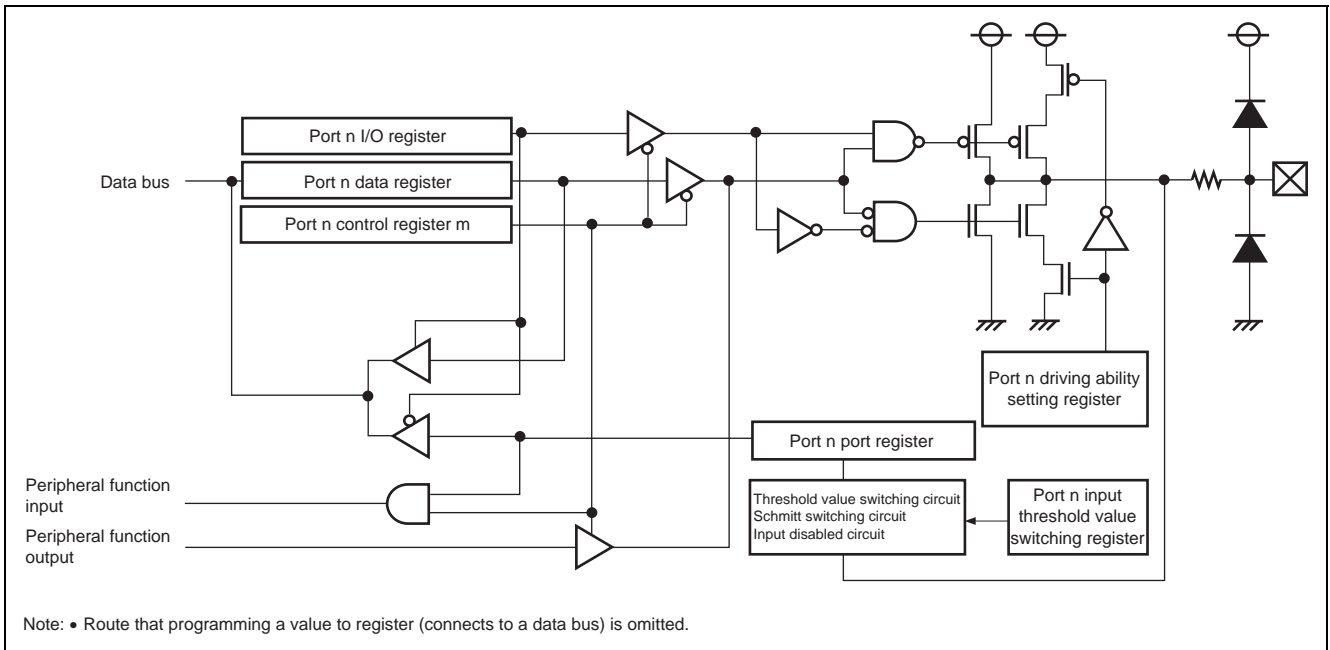 Port n I/O register
Data bus
Port n data register
Port n control register m
Port n driving ability
setting register
Port n port register
Peripheral function
input
Threshold value switching circuit
Schmitt switching circuit
Input disabled circuit
Port n input
threshold value
switching register
Peripheral function
output
Note: • Route that programming a value to register (connects to a data bus) is omitted.